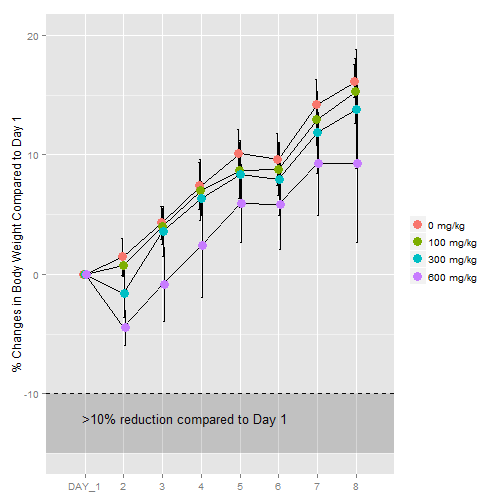 % Changes in Body Weight Compared to Day 1
20
10
0
-10
>10% reduction compared to Day 1
DAY_1 2 3 4 5 6 7 8
0 mg/kg
100 mg/kg
300 mg/kg
600 mg/kg